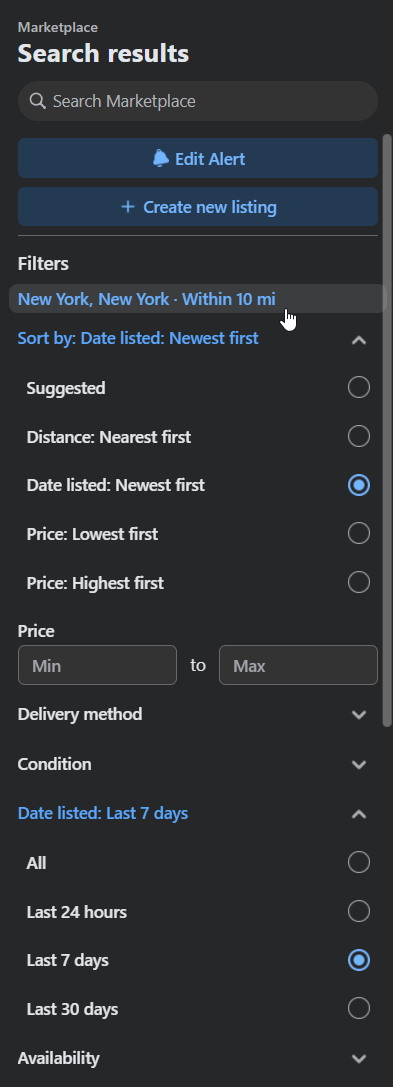 Marketplace
Search results
Search Marketplace
Edit Alert
+ Create new listing
Filters
New York, New York · Within 10 mi
Sort by: Date listed: Newest first
Suggested
Distance: Nearest first
Date listed: Newest first
Price: Lowest first
Price: Highest first
Price
Min to Max
Delivery method
Condition
Date listed: Last 7 days
All
Last 24 hours
Last 7 days
Last 30 days
Availability